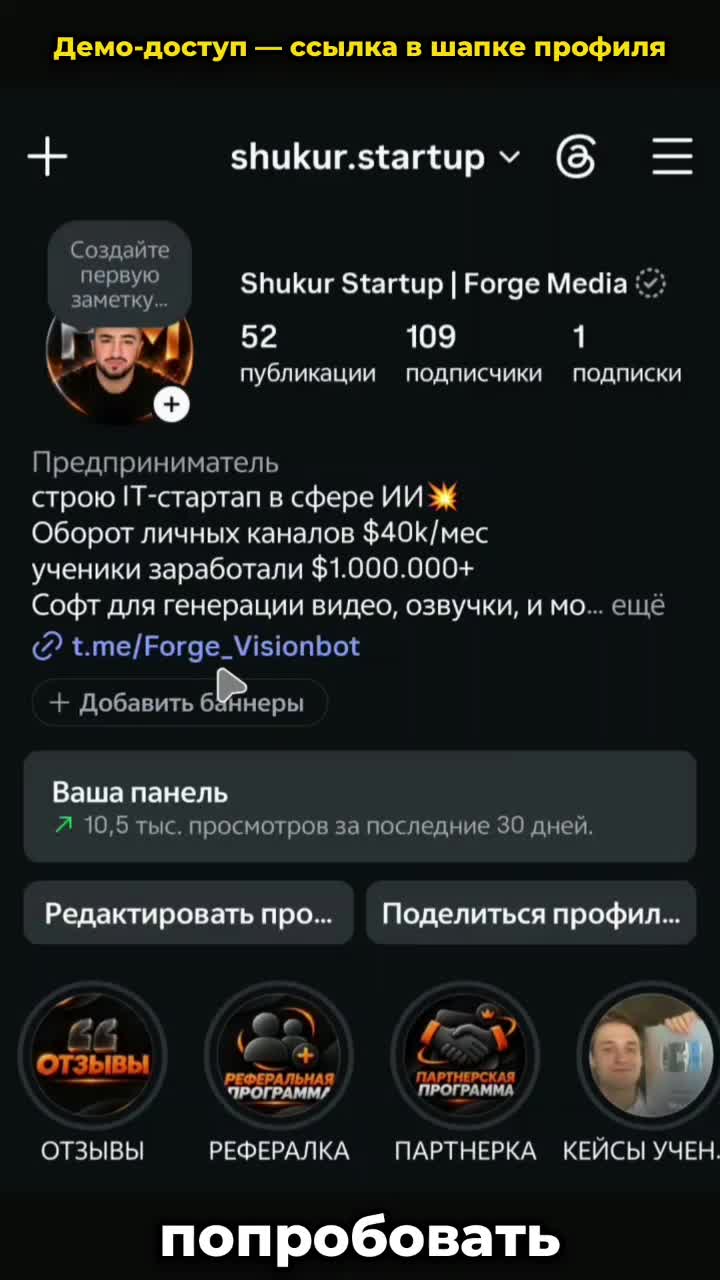 Демо-доступ — ссылка в шапке профиля
shukur.startup
Создайте
первую
заметку...
Shukur Startup | Forge Media
52
109
1
публикации
подписчики
подписки
Предприниматель
строю IT-стартап в сфере ИИ💥
Оборот личных каналов $40k/мес
ученики заработали $1.000.000+
Софт для генерации видео, озвучки, и мо... ещё
t.me/Forge_Visionbot
+ Добавить баннеры
Ваша панель
10,5 тыс. просмотров за последние 30 дней.
Редактировать про...
Поделиться профил...
ОТЗЫВЫ
РЕФЕРАЛЬНАЯ
ПРОГРАММА
ПАРТНЕРСКАЯ
ПРОГРАММА
ОТЗЫВЫ
РЕФЕРАЛКА
ПАРТНЕРКА
КЕЙСЫ УЧЕН.
попробовать